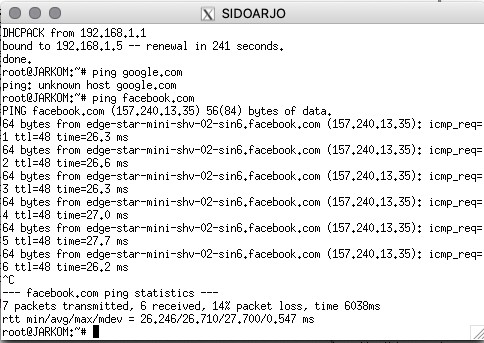 SIDOARJO
DHCPACK from 192.168.1.1
bound to 192.168.1.5 -- renewal in 241 seconds.
done.
root@JARKOM:~# ping google.com
ping: unknown host google.com
root@JARKOM:~# ping facebook.com
PING facebook.com (157.240.13.35) 56(84) bytes of data.
64 bytes from edge-star-mini-shv-02-sin6.facebook.com (157.240.13.35): icmp_req=
1 ttl=48 time=26.3 ms
64 bytes from edge-star-mini-shv-02-sin6.facebook.com (157.240.13.35): icmp_req=
2 ttl=48 time=26.6 ms
64 bytes from edge-star-mini-shv-02-sin6.facebook.com (157.240.13.35): icmp_req=
3 ttl=48 time=26.3 ms
64 bytes from edge-star-mini-shv-02-sin6.facebook.com (157.240.13.35): icmp_req=
4 ttl=48 time=27.0 ms
64 bytes from edge-star-mini-shv-02-sin6.facebook.com (157.240.13.35): icmp_req=
5 ttl=48 time=27.7 ms
64 bytes from edge-star-mini-shv-02-sin6.facebook.com (157.240.13.35): icmp_req=
6 ttl=48 time=26.2 ms
^C
--- facebook.com ping statistics ---
7 packets transmitted, 6 received, 14% packet loss, time 6038ms
rtt min/avg/max/mdev = 26.246/26.710/27.700/0.547 ms
root@JARKOM:~#